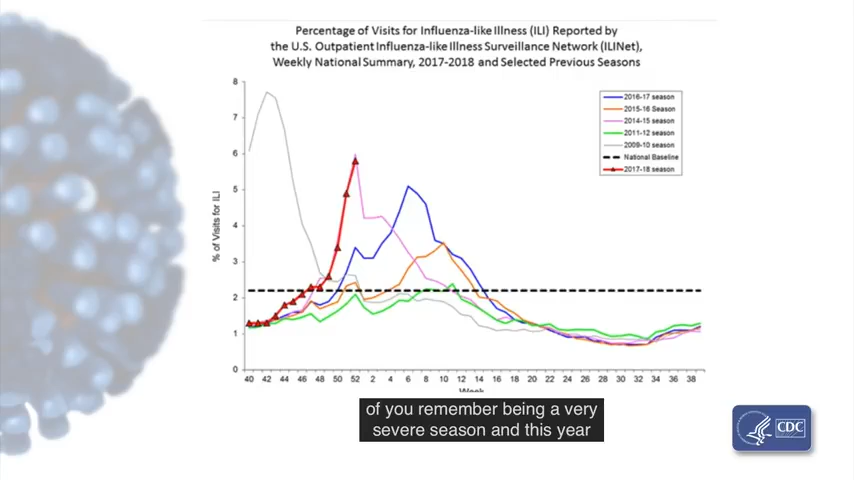 Percentage of Visits for Influenza-like Illness (ILI) Reported by
the U.S. Outpatient Influenza-like Illness Surveillance Network (ILINet),
Weekly National Summary, 2017-2018 and Selected Previous Seasons
8
7
6
5
4
3
2
1
0
% of Visits for ILI
2016-17 season
2015-16 Season
2014-15 season
2011-12 season
2009-10 season
National Baseline
2017-18 season
40 42 44 46 48 50 52 2 4 6 8 10 12 14 16 18 20 22 24 26 28 30 32 34 36 38
Week
of you remember being a very
severe season and this year
CDC